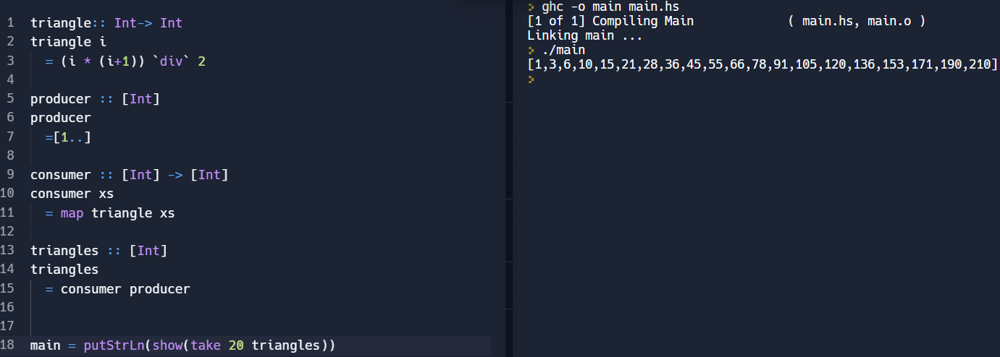 1 triangle:: Int-> Int
2 triangle i
3   = (i * (i+1)) `div` 2
4
5 producer :: [Int]
6 producer
7   =[1..]
8
9 consumer :: [Int] -> [Int]
10 consumer xs
11   = map triangle xs
12
13 triangles :: [Int]
14 triangles
15   = consumer producer
16
17
18 main = putStrLn(show(take 20 triangles))
> ghc -o main main.hs
[1 of 1] Compiling Main             ( main.hs, main.o )
Linking main ...
> ./main
[1,3,6,10,15,21,28,36,45,55,66,78,91,105,120,136,153,171,190,210]
>